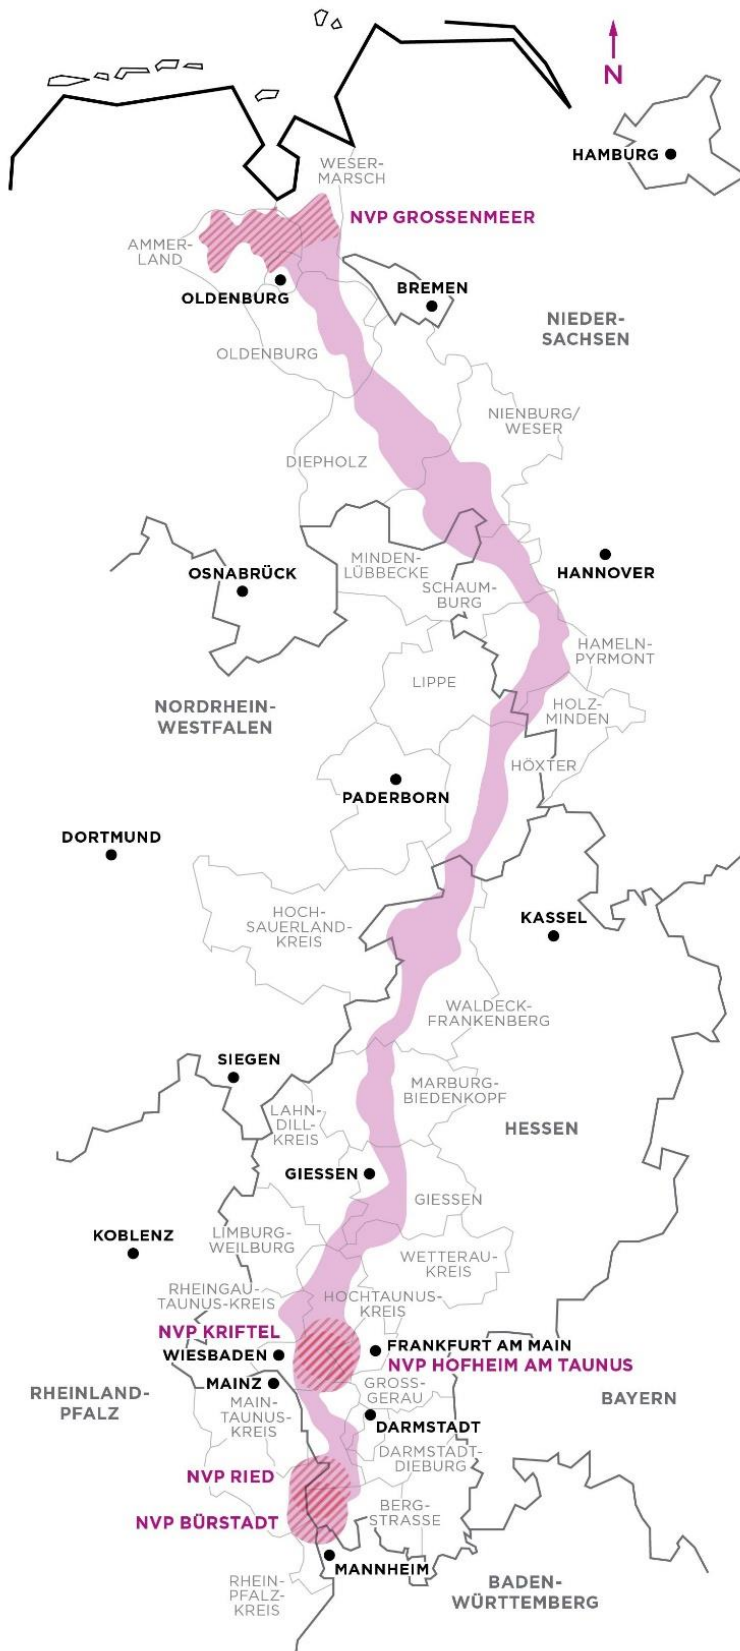 N
HAMBURG
WESER-
MARSCH
NVP GROSSENMEER
AMMER-
LAND
OLDENBURG
BREMEN
NIEDER-
SACHSEN
OLDENBURG
NIENBURG/
WESER
DIEPHOLZ
OSNABRÜCK
MINDEN-
LÜBBECKE
SCHAUM-
BURG
HANNOVER
HAMELN-
PYRMONT
LIPPE
NORDRHEIN-
WESTFALEN
HOLZ-
MINDEN
HÖXTER
PADERBORN
DORTMUND
HOCH-
SAUERLAND-
KREIS
KASSEL
WALDECK-
FRANKENBERG
SIEGEN
MARBURG-
BIEDENKOPF
LAHN-
DILL-
KREIS
HESSEN
GIESSEN
GIESSEN
KOBLENZ
LIMBURG-
WEILBURG
WETTERAU-
KREIS
RHEINGAU-
TAUNUS-KREIS
HOCHTAUNUS-
KREIS
NVP KRIFTEL
WIESBADEN
FRANKFURT AM MAIN
NVP HOFHEIM AM TAUNUS
MAINZ
RHEINLAND-
PFALZ
GROSS-
GERAU
BAYERN
MAIN-
TAUNUS-
KREIS
DARMSTADT
DARMSTADT-
DIEBURG
NVP RIED
NVP BÜRSTADT
BERG-
STRASSE
MANNHEIM
RHEIN-
PFALZ-
KREIS
BADEN-
WÜRTTEMBERG